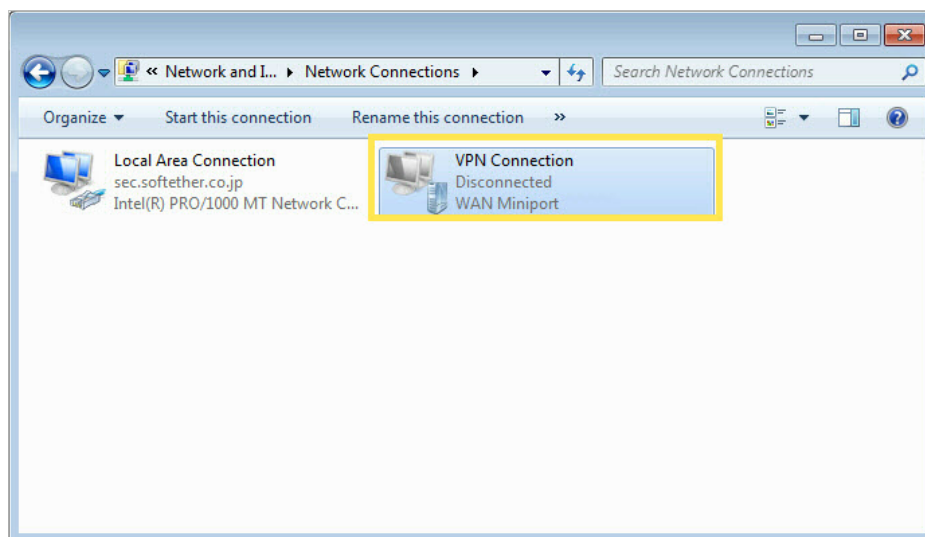 « Network and I... ▸ Network Connections ▸
Search Network Connections
Organize ▾ Start this connection Rename this connection »
Local Area Connection
sec.softether.co.jp
Intel(R) PRO/1000 MT Network C...
VPN Connection
Disconnected
WAN Miniport